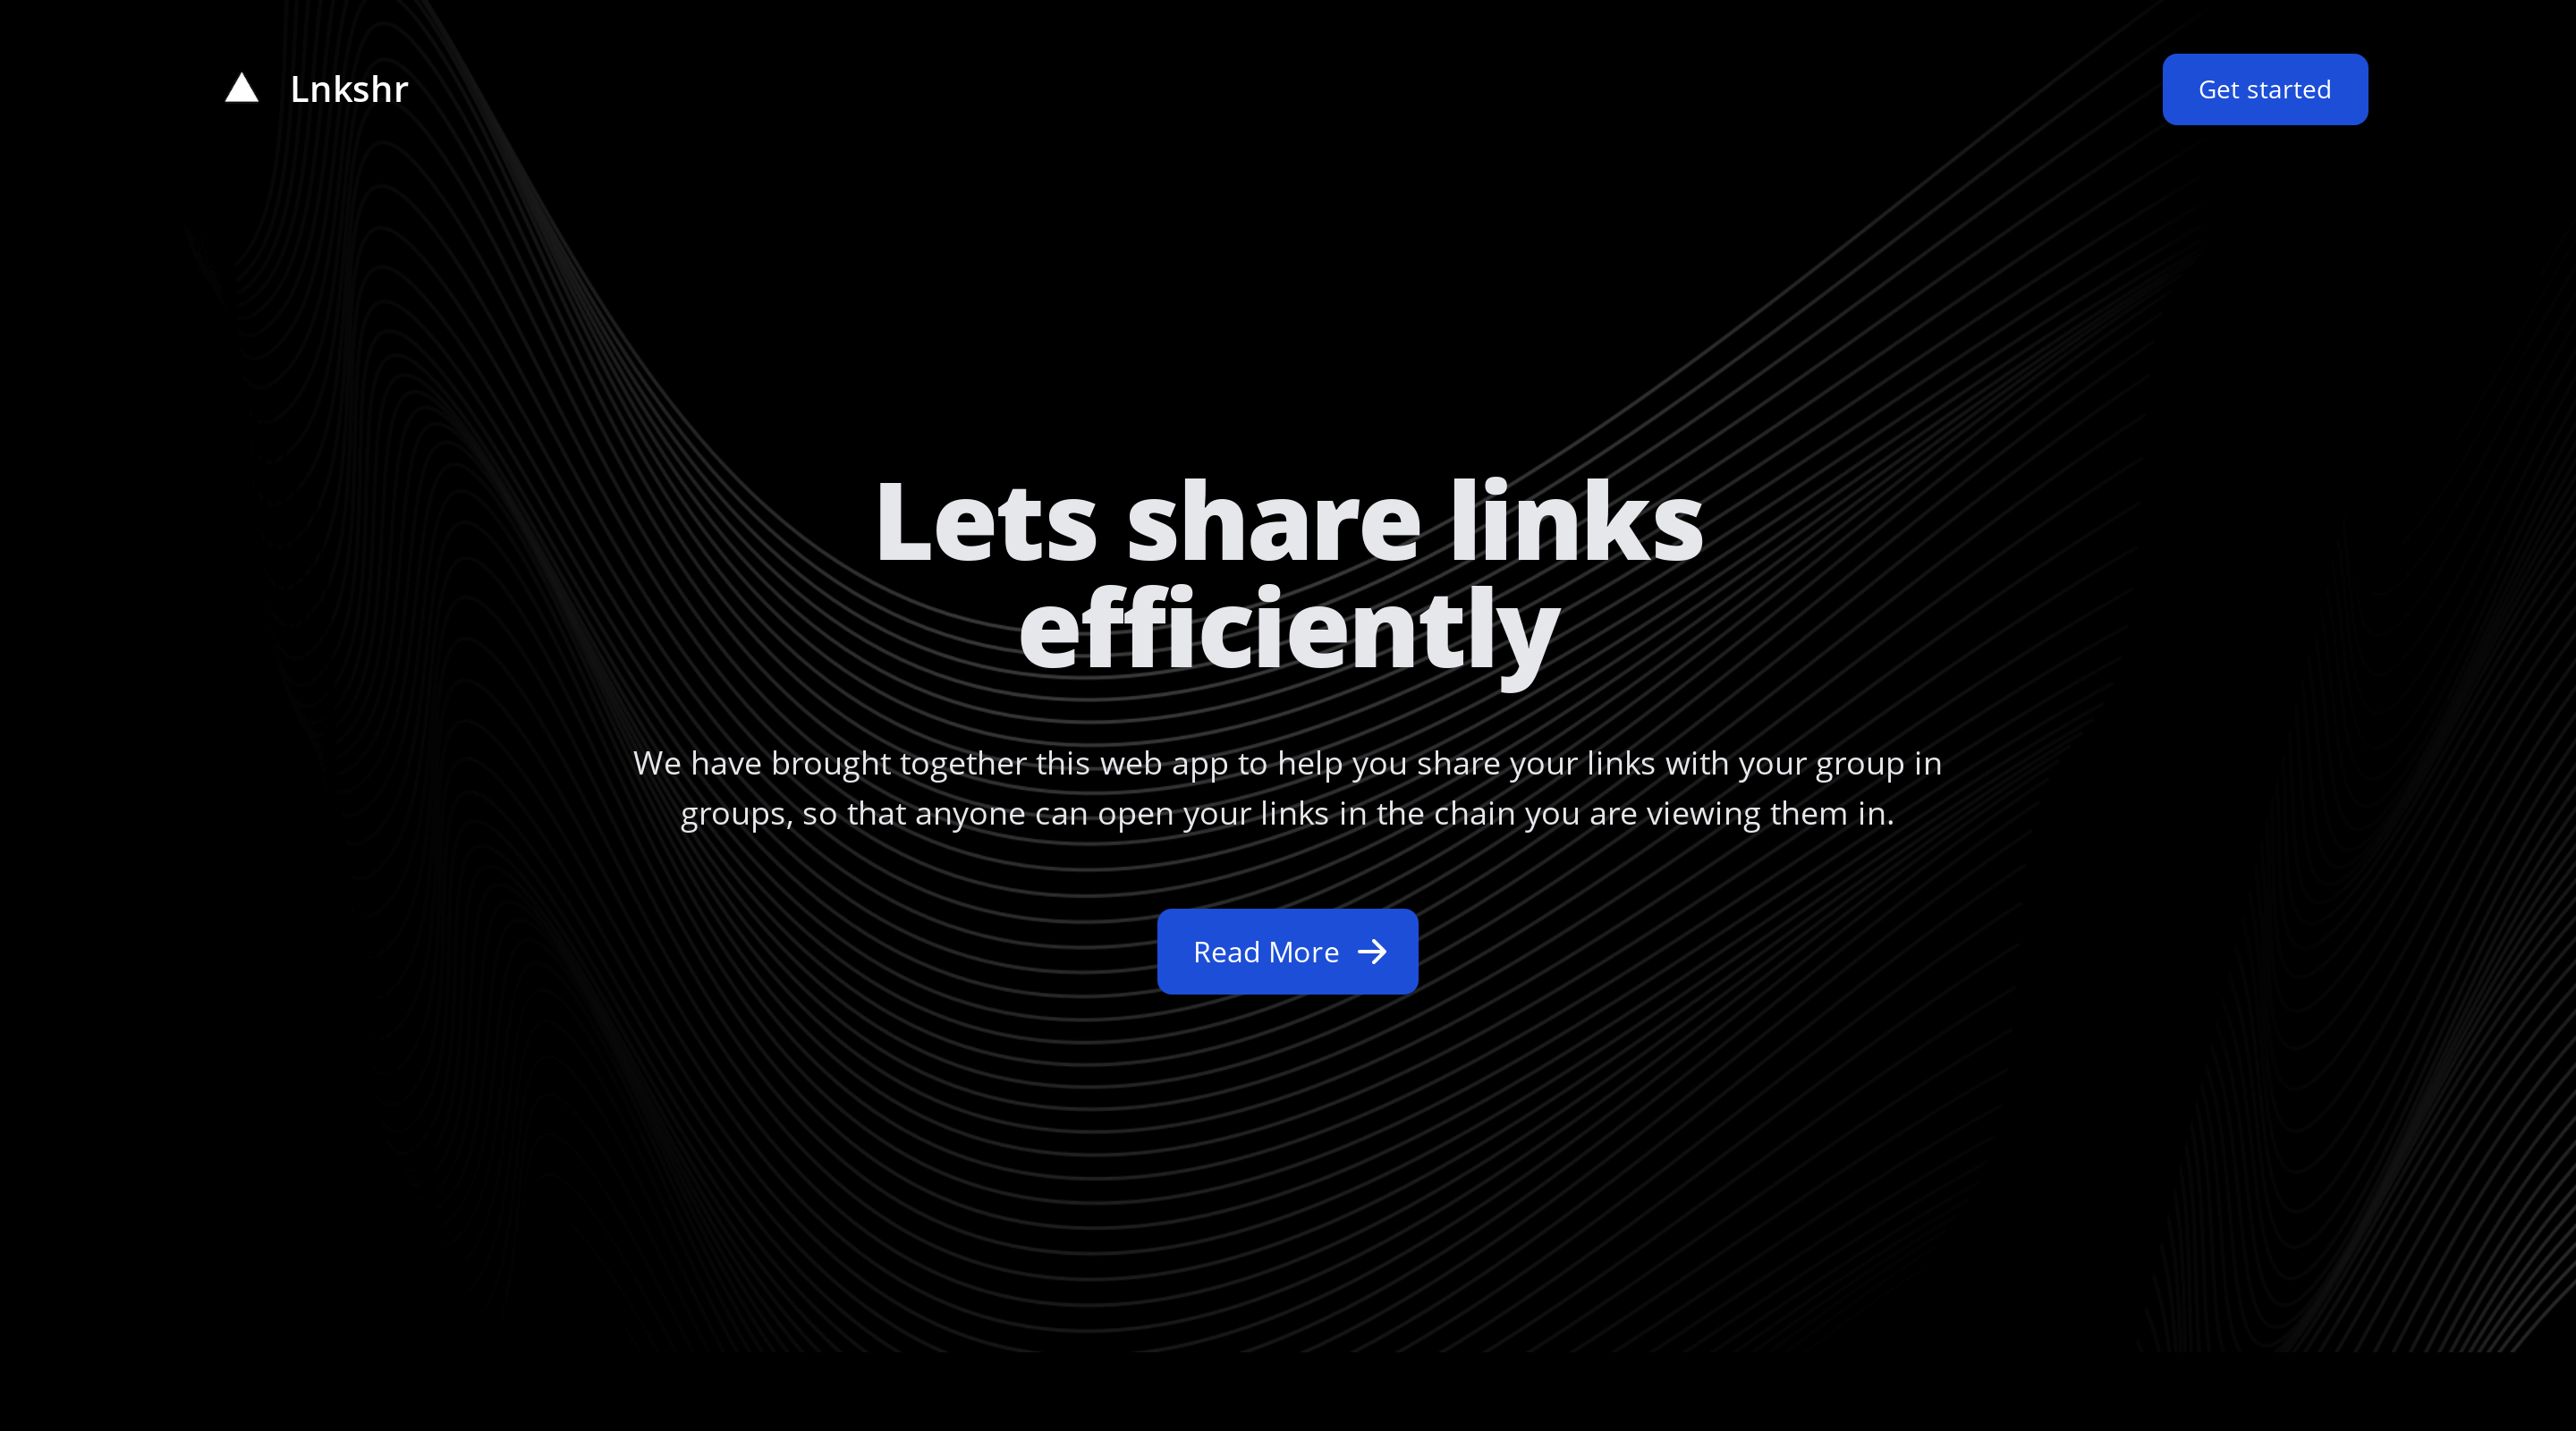 Lnkshr
Get started
Lets share links
efficiently
We have brought together this web app to help you share your links with your group in
groups, so that anyone can open your links in the chain you are viewing them in.
Read More